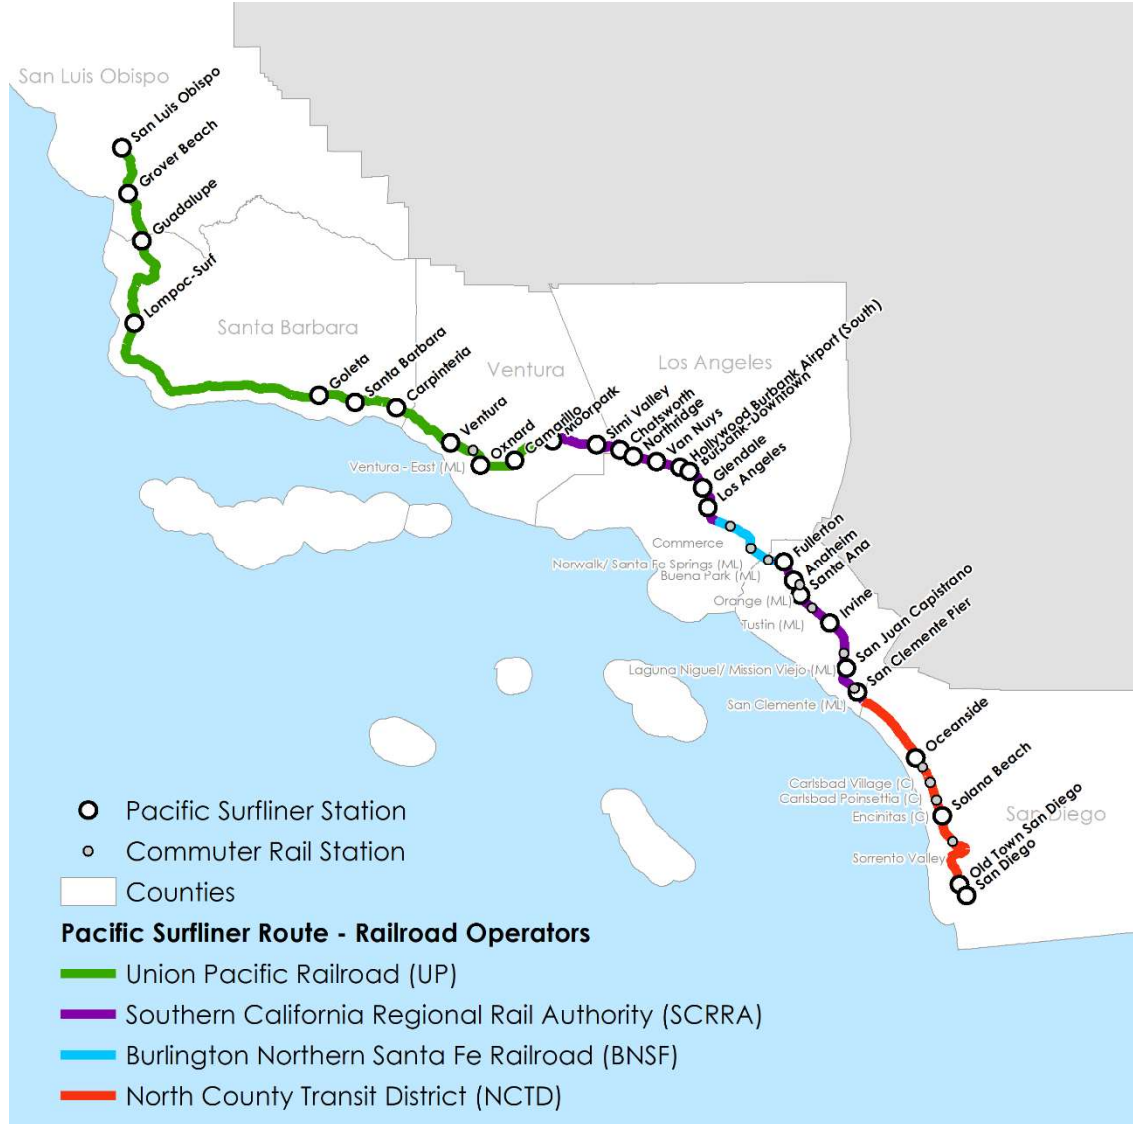 San Luis Obispo
San Luis Obispo
Grover Beach
Guadalupe
Lompoc-Surf
Santa Barbara
Goleta
Santa Barbara
Carpinteria
Ventura
Ventura
Ventura - East (ML)
Oxnard
Camarillo
Moorpark
Los Angeles
Simi Valley
Chatsworth
Northridge
Van Nuys
Hollywood Burbank Airport (South)
Burbank-Downtown
Glendale
Los Angeles
Commerce
Norwalk/ Santa Fe Springs (ML)
Buena Park (ML)
Fullerton
Anaheim
Santa Ana
Orange (ML)
Tustin (ML)
Irvine
Laguna Niguel/ Mission Viejo (ML)
San Juan Capistrano
San Clemente Pier
San Clemente (ML)
Oceanside
Carlsbad Village (C)
Carlsbad Poinsettia (C)
Encinitas (C)
Solana Beach
San Diego
Sorrento Valley
Old Town San Diego
San Diego
Pacific Surfliner Station
Commuter Rail Station
Counties
Pacific Surfliner Route - Railroad Operators
Union Pacific Railroad (UP)
Southern California Regional Rail Authority (SCRRA)
Burlington Northern Santa Fe Railroad (BNSF)
North County Transit District (NCTD)